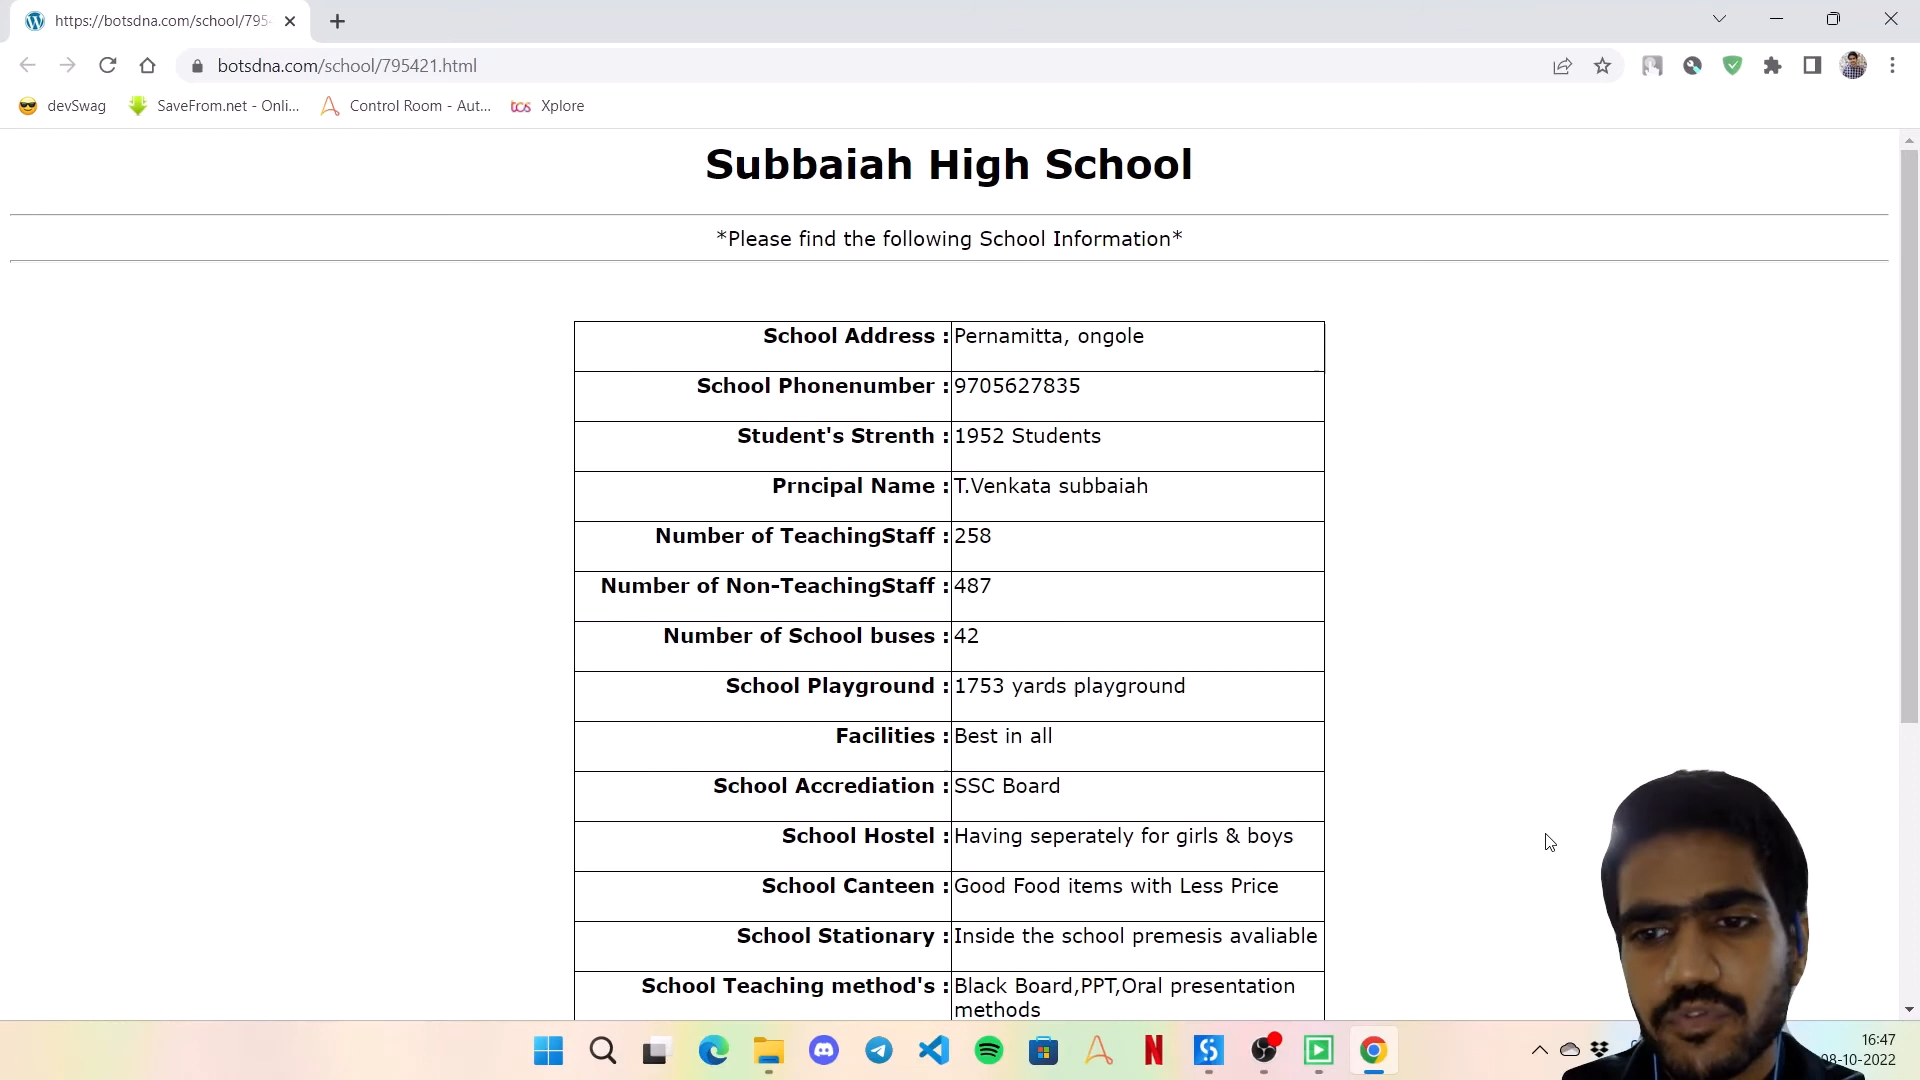 https://botsdna.com/school/795
botsdna.com/school/795421.html
devSwag
SaveFrom.net - Onli...
Control Room - Aut...
tcs
Xplore
Subbaiah High School
*Please find the following School Information*
School Address : Pernamitta, ongole
School Phonenumber : 9705627835
Student's Strenth : 1952 Students
Prncipal Name : T.Venkata subbaiah
Number of TeachingStaff : 258
Number of Non-TeachingStaff : 487
Number of School buses : 42
School Playground : 1753 yards playground
Facilities : Best in all
School Accrediation : SSC Board
School Hostel : Having seperately for girls & boys
School Canteen : Good Food items with Less Price
School Stationary : Inside the school premesis avaliable
School Teaching method's : Black Board,PPT,Oral presentation
methods
16:47
08-10-2022